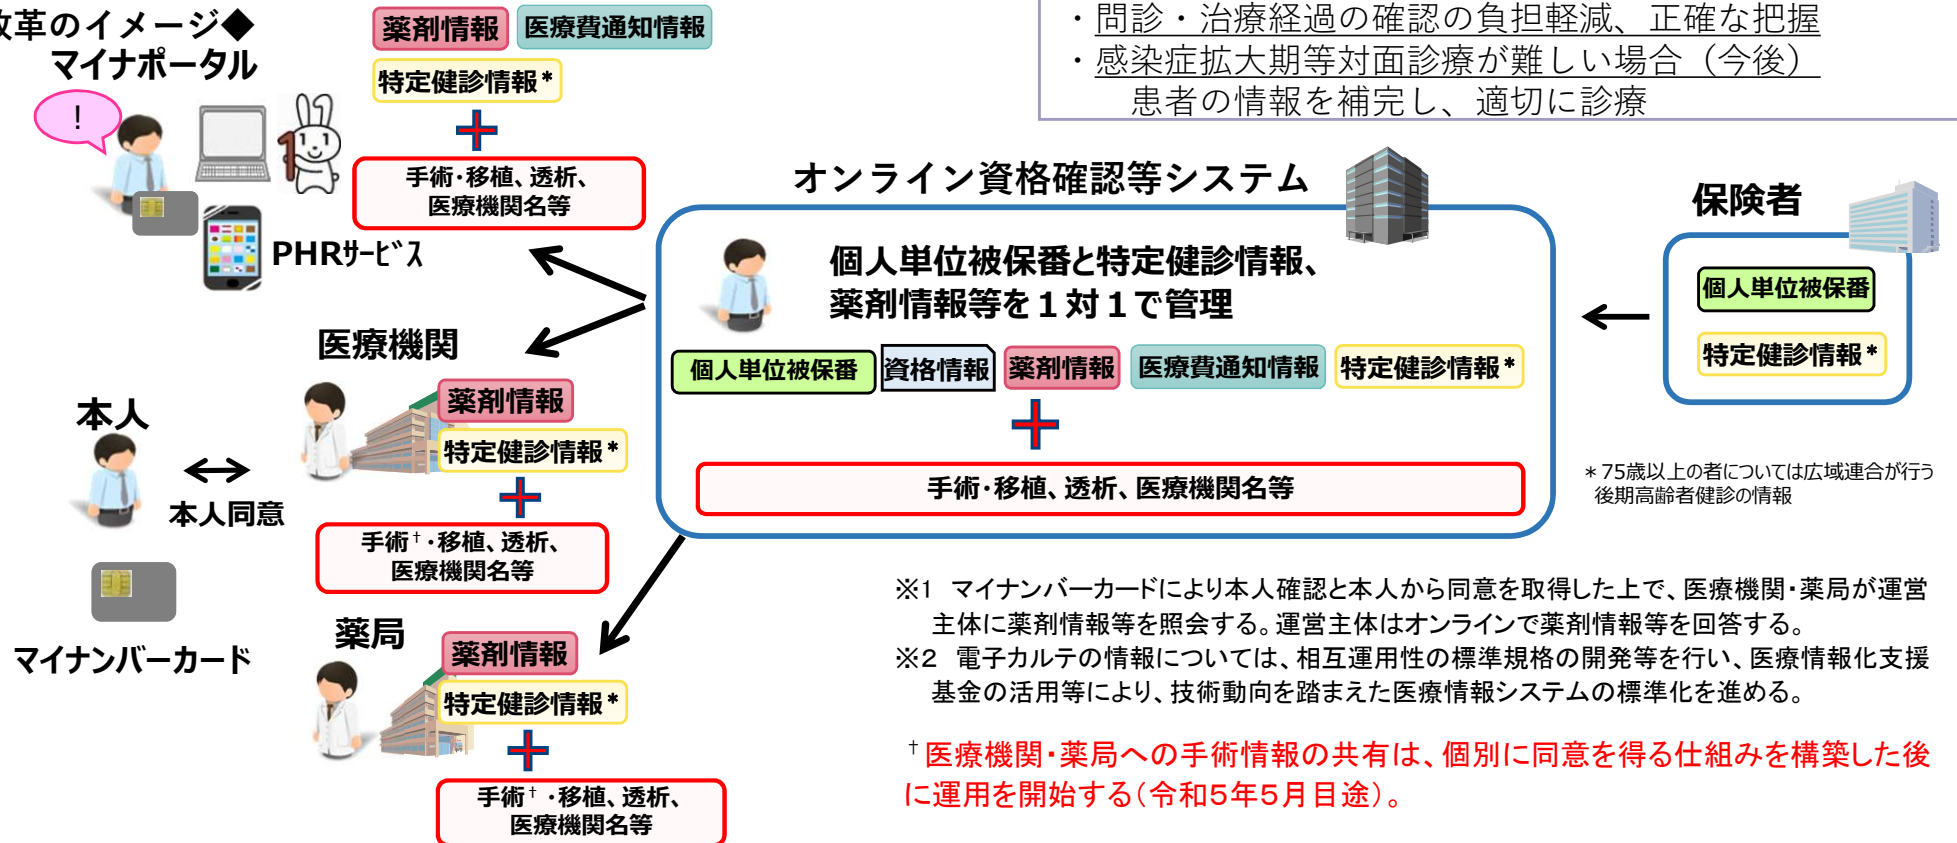 改革のイメージ◆
マイナポータル
!
PHRサービス
薬剤情報
医療費通知情報
特定健診情報*
手術・移植、透析、
医療機関名等
・問診・治療経過の確認の負担軽減、正確な把握
・感染症拡大期等対面診療が難しい場合（今後）
患者の情報を補完し、適切に診療
オンライン資格確認等システム
個人単位被保番と特定健診情報、
薬剤情報等を１対１で管理
個人単位被保番
資格情報
薬剤情報
医療費通知情報
特定健診情報*
手術・移植、透析、医療機関名等
保険者
個人単位被保番
特定健診情報*
＊75歳以上の者については広域連合が行う
後期高齢者健診の情報
本人
本人同意
マイナンバーカード
医療機関
薬剤情報
特定健診情報*
手術†・移植、透析、
医療機関名等
薬局
薬剤情報
特定健診情報*
手術†・移植、透析、
医療機関名等
※1　マイナンバーカードにより本人確認と本人から同意を取得した上で、医療機関・薬局が運営
主体に薬剤情報等を照会する。運営主体はオンラインで薬剤情報等を回答する。
※２　電子カルテの情報については、相互運用性の標準規格の開発等を行い、医療情報化支援
基金の活用等により、技術動向を踏まえた医療情報システムの標準化を進める。
†医療機関・薬局への手術情報の共有は、個別に同意を得る仕組みを構築した後
に運用を開始する（令和５年５月目途）。